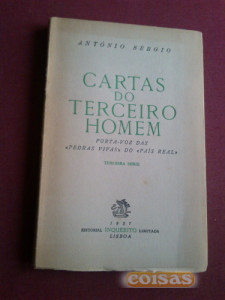 ANTÓNIO SÉRGIO
CARTAS
DO
TERCEIRO
HOMEM
PORTA-VOZ DAS
«PEDRAS VIVAS» DO «PAÍS REAL»
TERCEIRA SÉRIE
1957
EDITORIAL INQUÉRITO LIMITADA
LISBOA
coisas